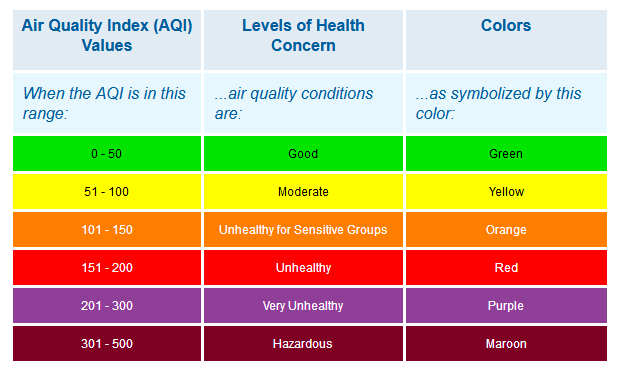 Air Quality Index (AQI) Values
Levels of Health Concern
Colors
When the AQI is in this range:
...air quality conditions are:
...as symbolized by this color:
0 - 50
Good
Green
51 - 100
Moderate
Yellow
101 - 150
Unhealthy for Sensitive Groups
Orange
151 - 200
Unhealthy
Red
201 - 300
Very Unhealthy
Purple
301 - 500
Hazardous
Maroon